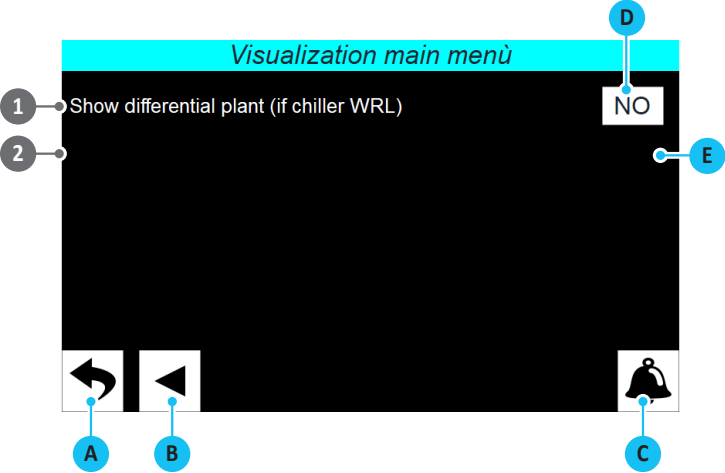 D
Visualization main menù
1 Show differential plant (if chiller WRL) NO
2 E
A B C